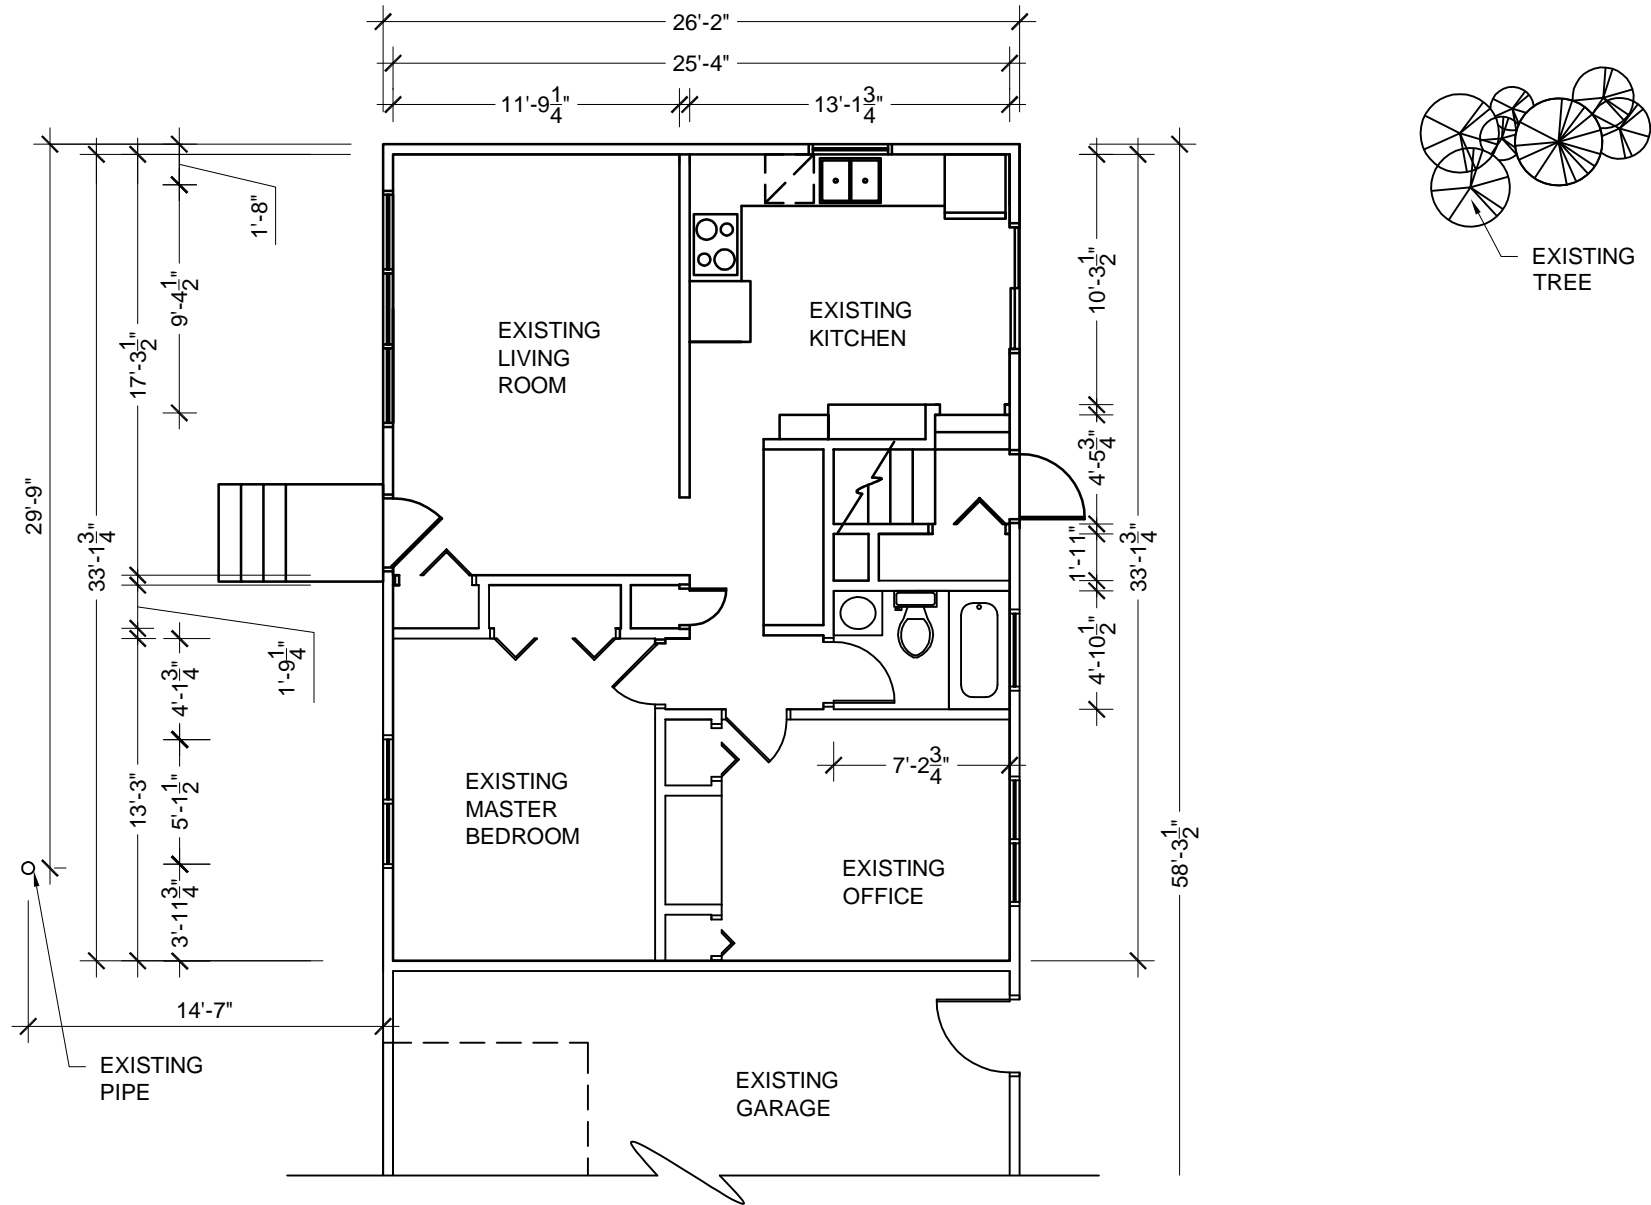 26'-2"
25'-4"
11'-9 1/4"
13'-1 3/4"
1'-8"
9'-4 1/2"
17'-3 1/2"
29'-9"
33'-1 3/4"
1'-9 1/4"
4'-1 3/4"
5'-1 1/2"
13'-3"
3'-11 3/4"
14'-7"
EXISTING
PIPE
EXISTING
LIVING
ROOM
EXISTING
KITCHEN
EXISTING
MASTER
BEDROOM
7'-2 3/4"
EXISTING
OFFICE
EXISTING
GARAGE
10'-3 1/2"
4'-5 3/4"
1'-11"
33'-1 3/4"
4'-10 1/2"
58'-3 1/2"
EXISTING
TREE